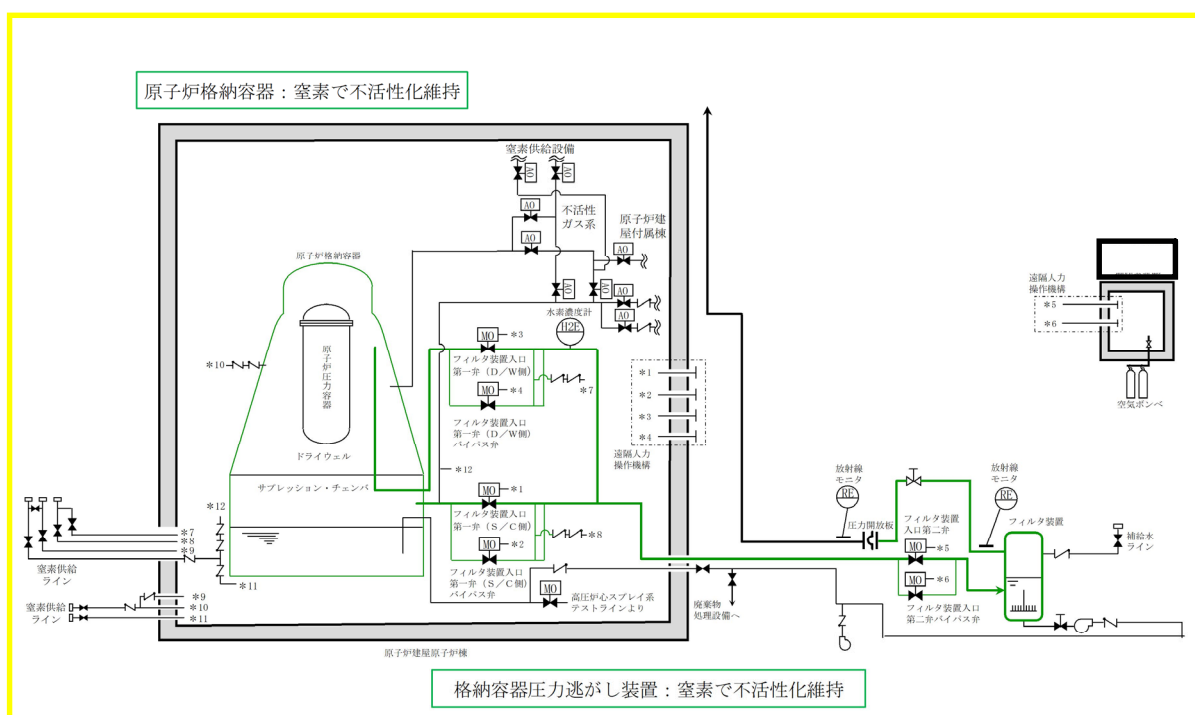 原子炉格納容器：窒素で不活性化維持
窒素供給設備
AO
AO
AO
不活性
ガス系
AO
原子炉建
屋付属棟
AO
AO
AO
AO
AO
水素濃度計
H2E
原子炉格納容器
原子炉圧力容器
ドライウェル
サプレッション・チェンバ
＊10
MO
＊3
フィルタ装置入口
第一弁（D／W側）
MO
＊4
＊7
フィルタ装置入口
第一弁（D／W側）
バイパス弁
＊12
MO
＊1
フィルタ装置入口
第一弁（S／C側）
MO
＊2
＊8
フィルタ装置入口
第一弁（S／C側）
バイパス弁
MO
高圧炉心スプレイ系
テストラインより
＊1
＊2
＊3
＊4
遠隔人力
操作機構
遠隔人力
操作機構
＊5
＊6
空気ボンベ
放射線
モニタ
RE
圧力開放板
放射線
モニタ
RE
フィルタ装置
入口第二弁
MO
＊5
MO
＊6
フィルタ装置入口
第二弁バイパス弁
フィルタ装置
補給水
ライン
廃棄物
処理設備へ
＊12
＊7
＊8
＊9
＊11
窒素供給
ライン
＊9
＊10
＊11
窒素供給
ライン
原子炉建屋原子炉棟
格納容器圧力逃がし装置：窒素で不活性化維持